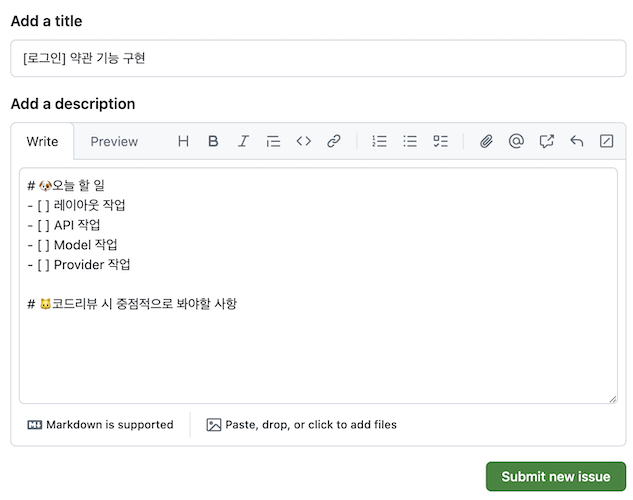 Add a title
[로그인] 약관 기능 구현
Add a description
Write Preview
# 🐶오늘 할 일
- [ ] 레이아웃 작업
- [ ] API 작업
- [ ] Model 작업
- [ ] Provider 작업
# 🐱코드리뷰 시 중점적으로 봐야할 사항
Markdown is supported Paste, drop, or click to add files
Submit new issue